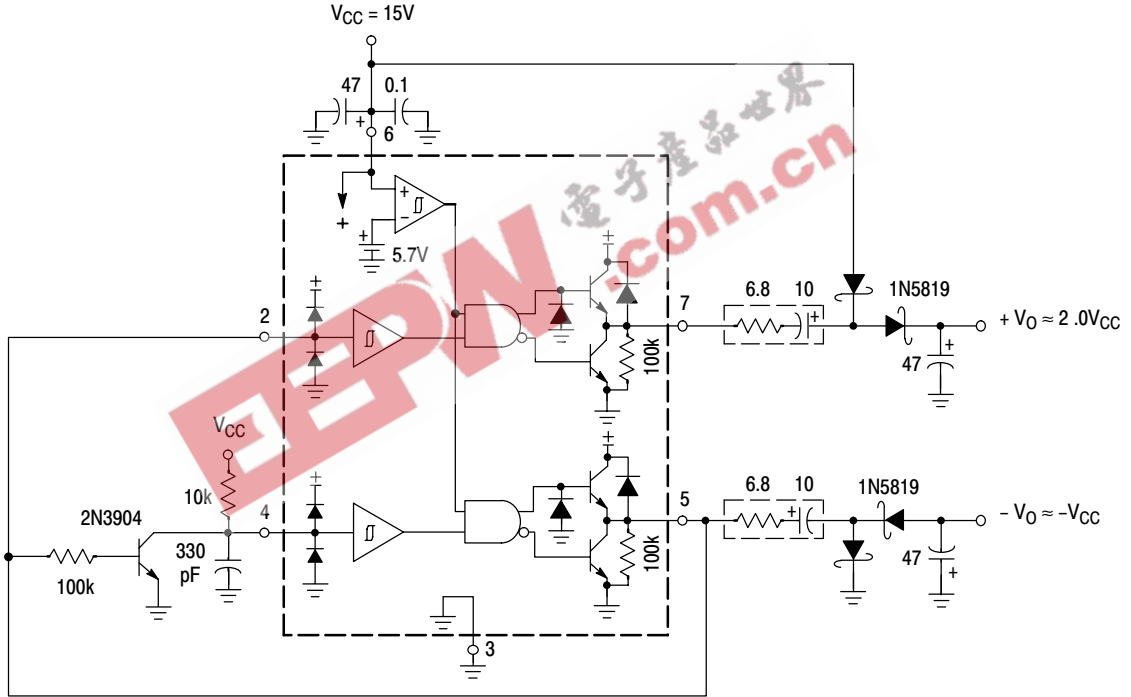 VCC = 15V
47
0.1
+
6
+
+
-
+
5.7V
電子産品世界
EEPW.com.cn
+
+
2
7
6.8
10
+
1N5819
+ VO ≈ 2 .0VCC
100k
47
+
VCC
10k
+
+
2N3904
4
5
6.8
10
+
1N5819
− VO ≈ −VCC
100k
330
pF
100k
47
+
3